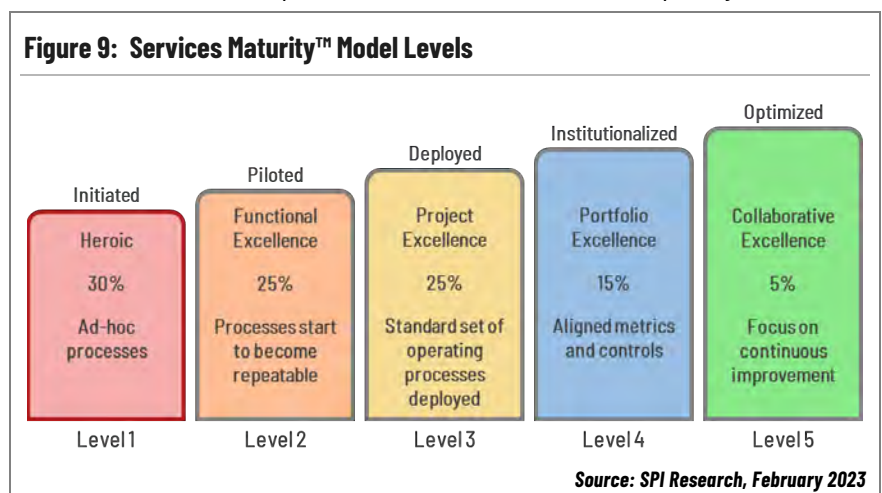 Figure 9: Services Maturity™ Model Levels
Initiated
Heroic
30%
Ad-hoc
processes
Level 1
Piloted
Functional
Excellence
25%
Processes start
to become
repeatable
Level 2
Deployed
Project
Excellence
25%
Standard set of
operating
processes
deployed
Level 3
Institutionalized
Portfolio
Excellence
15%
Aligned metrics
and controls
Level 4
Optimized
Collaborative
Excellence
5%
Focus on
continuous
improvement
Level 5
Source: SPI Research, February 2023